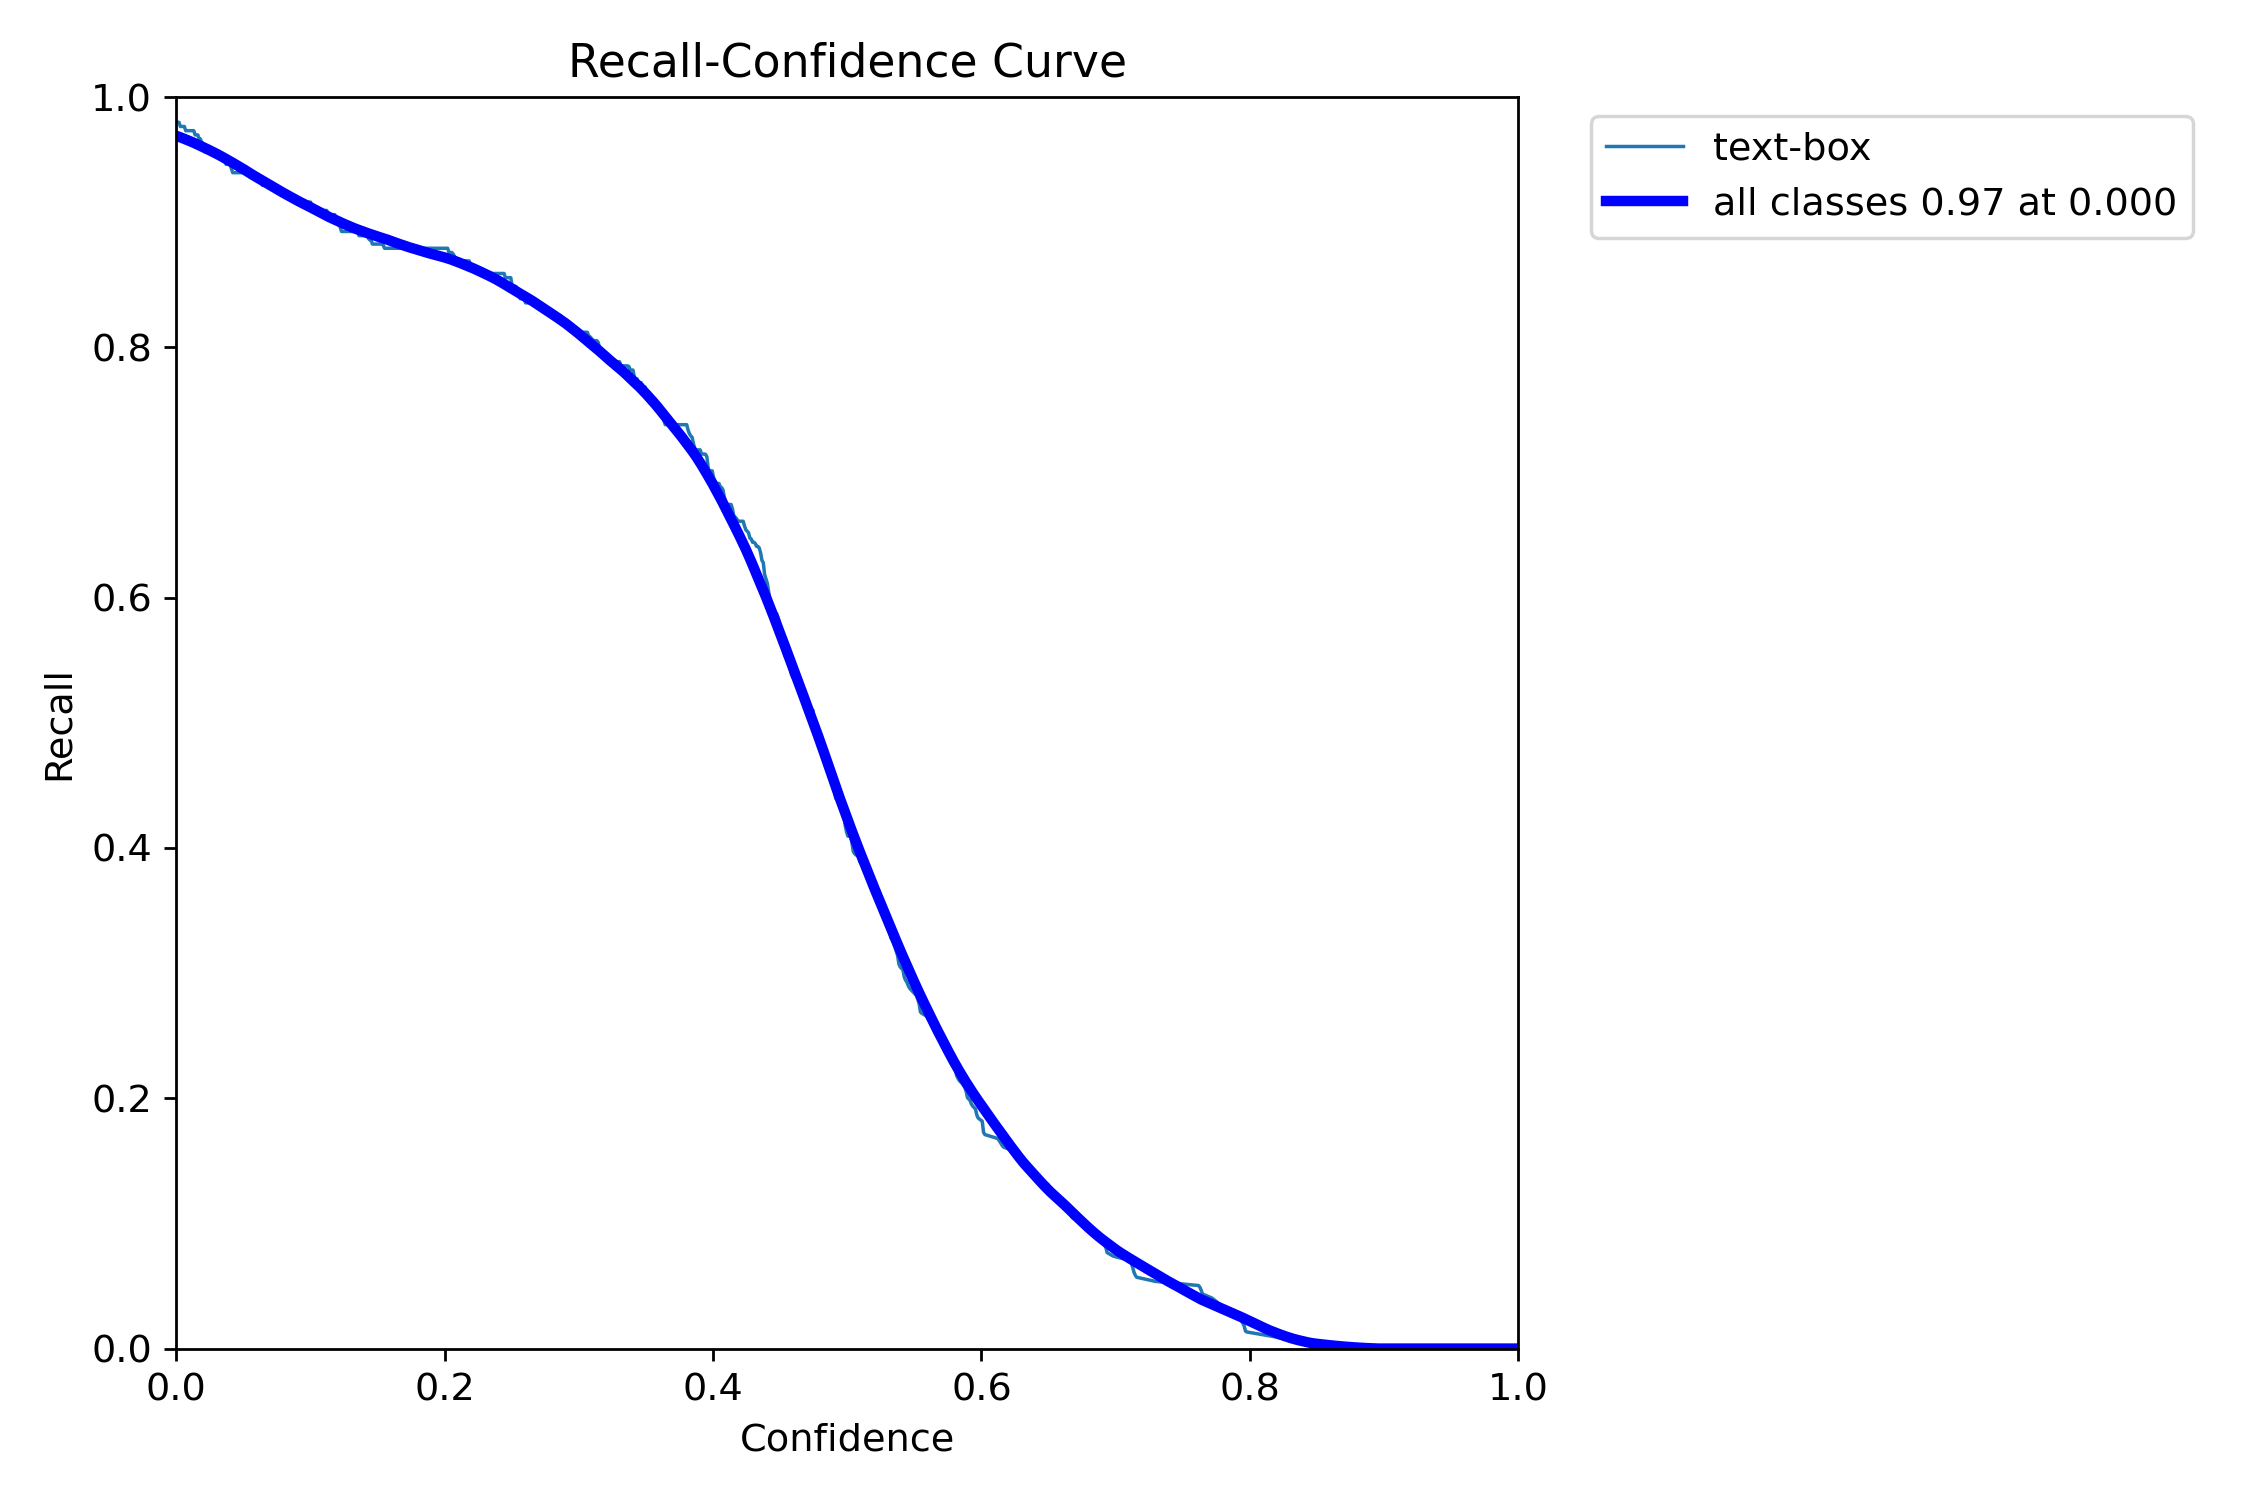 Recall-Confidence Curve
1.0
0.8
0.6
0.4
0.2
0.0
Recall
0.0 0.2 0.4 0.6 0.8 1.0
Confidence
text-box
all classes 0.97 at 0.000